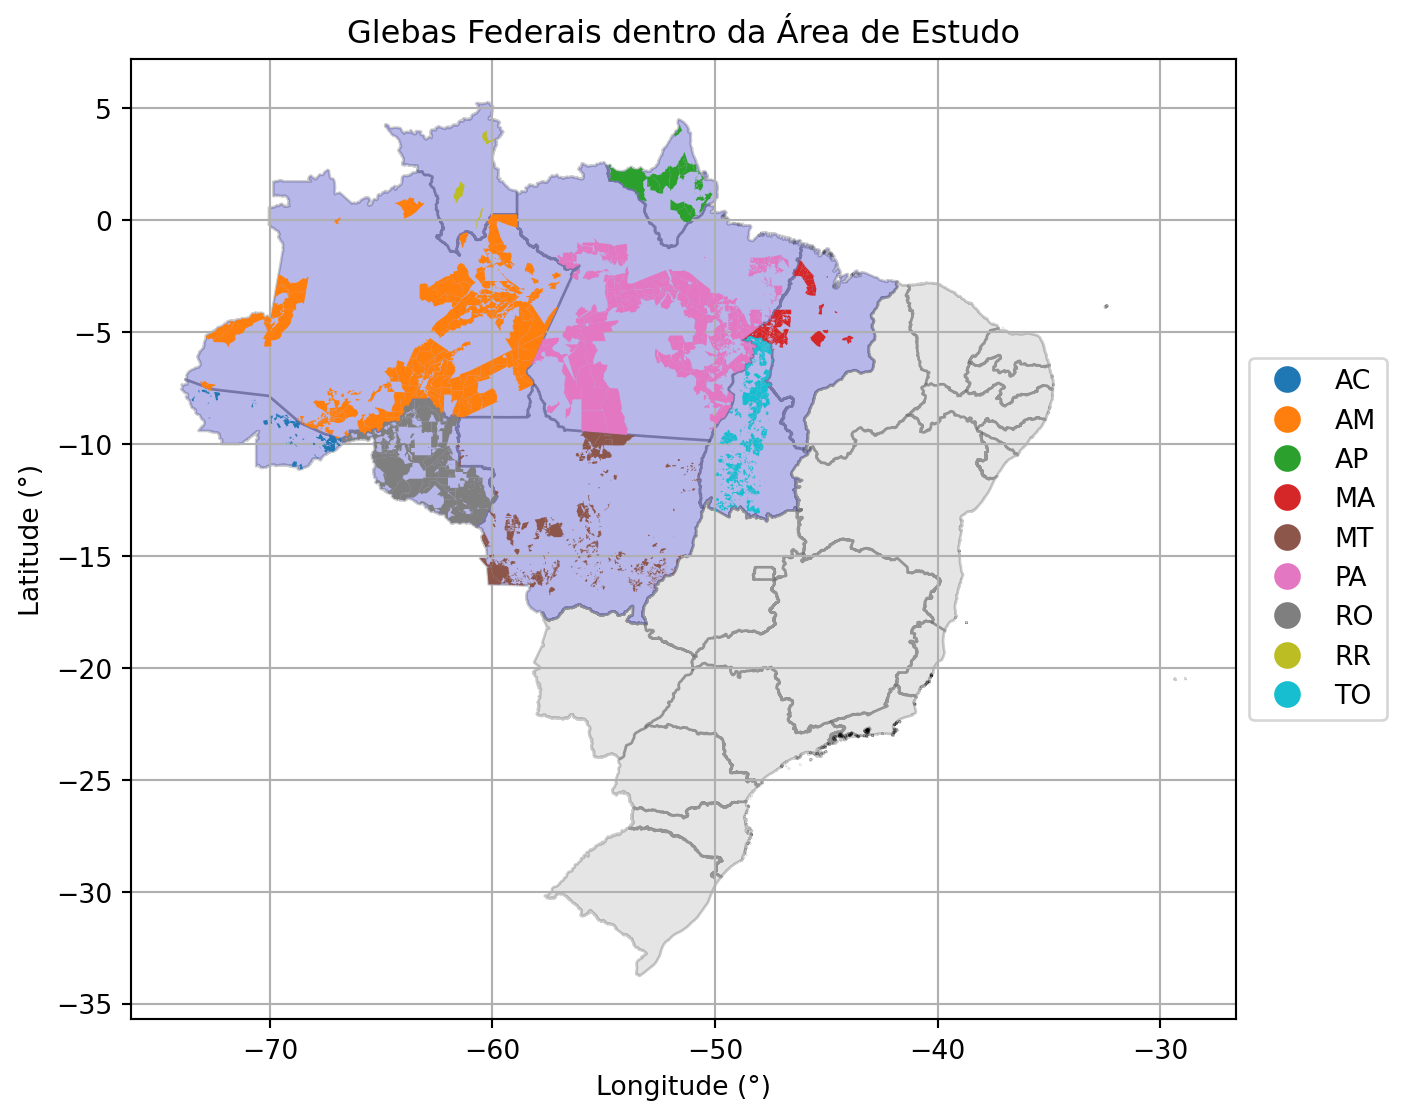 Glebas Federais dentro da Área de Estudo
5
0
−5
−10
−15
−20
−25
−30
−35
Latitude (°)
−70
−60
−50
−40
−30
Longitude (°)
AC
AM
AP
MA
MT
PA
RO
RR
TO